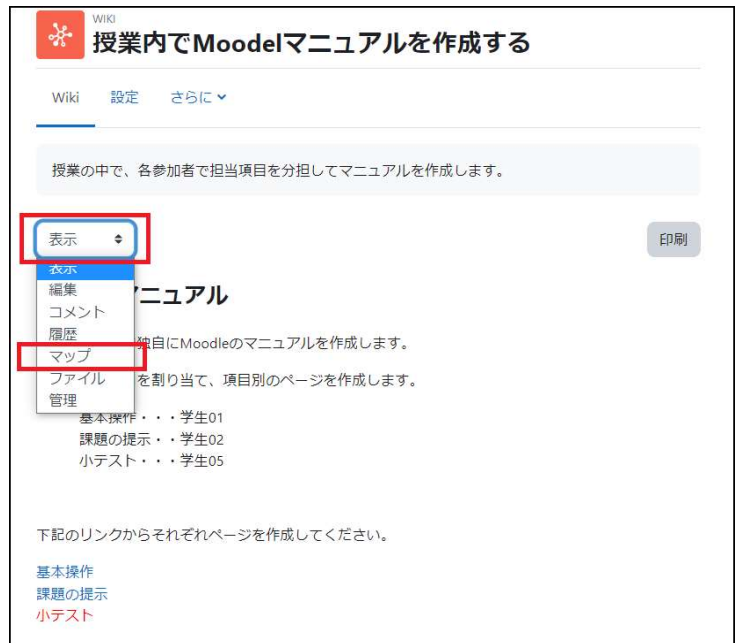 WIKI
授業内でMoodelマニュアルを作成する
Wiki 設定 さらに
授業の中で、各参加者で担当項目を分担してマニュアルを作成します。
表示 印刷
表示
編集
ニュアル
コメント
履歴
独自にMoodleのマニュアルを作成します。
マップ
ファイル
を割り当て、項目別のページを作成します。
管理
基本操作・・・学生01
課題の提示・・学生02
小テスト・・・学生05
下記のリンクからそれぞれページを作成してください。
基本操作
課題の提示
小テスト